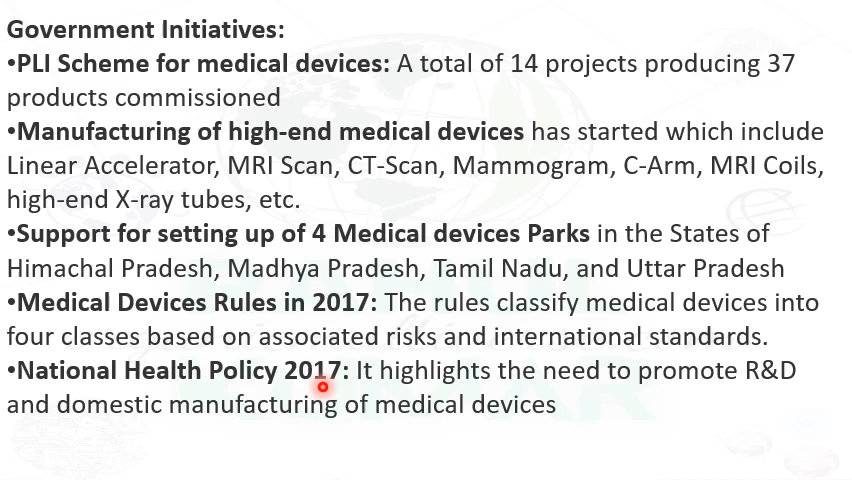 Government Initiatives:
•PLI Scheme for medical devices: A total of 14 projects producing 37
products commissioned
•Manufacturing of high-end medical devices has started which include
Linear Accelerator, MRI Scan, CT-Scan, Mammogram, C-Arm, MRI Coils,
high-end X-ray tubes, etc.
•Support for setting up of 4 Medical devices Parks in the States of
Himachal Pradesh, Madhya Pradesh, Tamil Nadu, and Uttar Pradesh
•Medical Devices Rules in 2017: The rules classify medical devices into
four classes based on associated risks and international standards.
•National Health Policy 2017: It highlights the need to promote R&D
and domestic manufacturing of medical devices